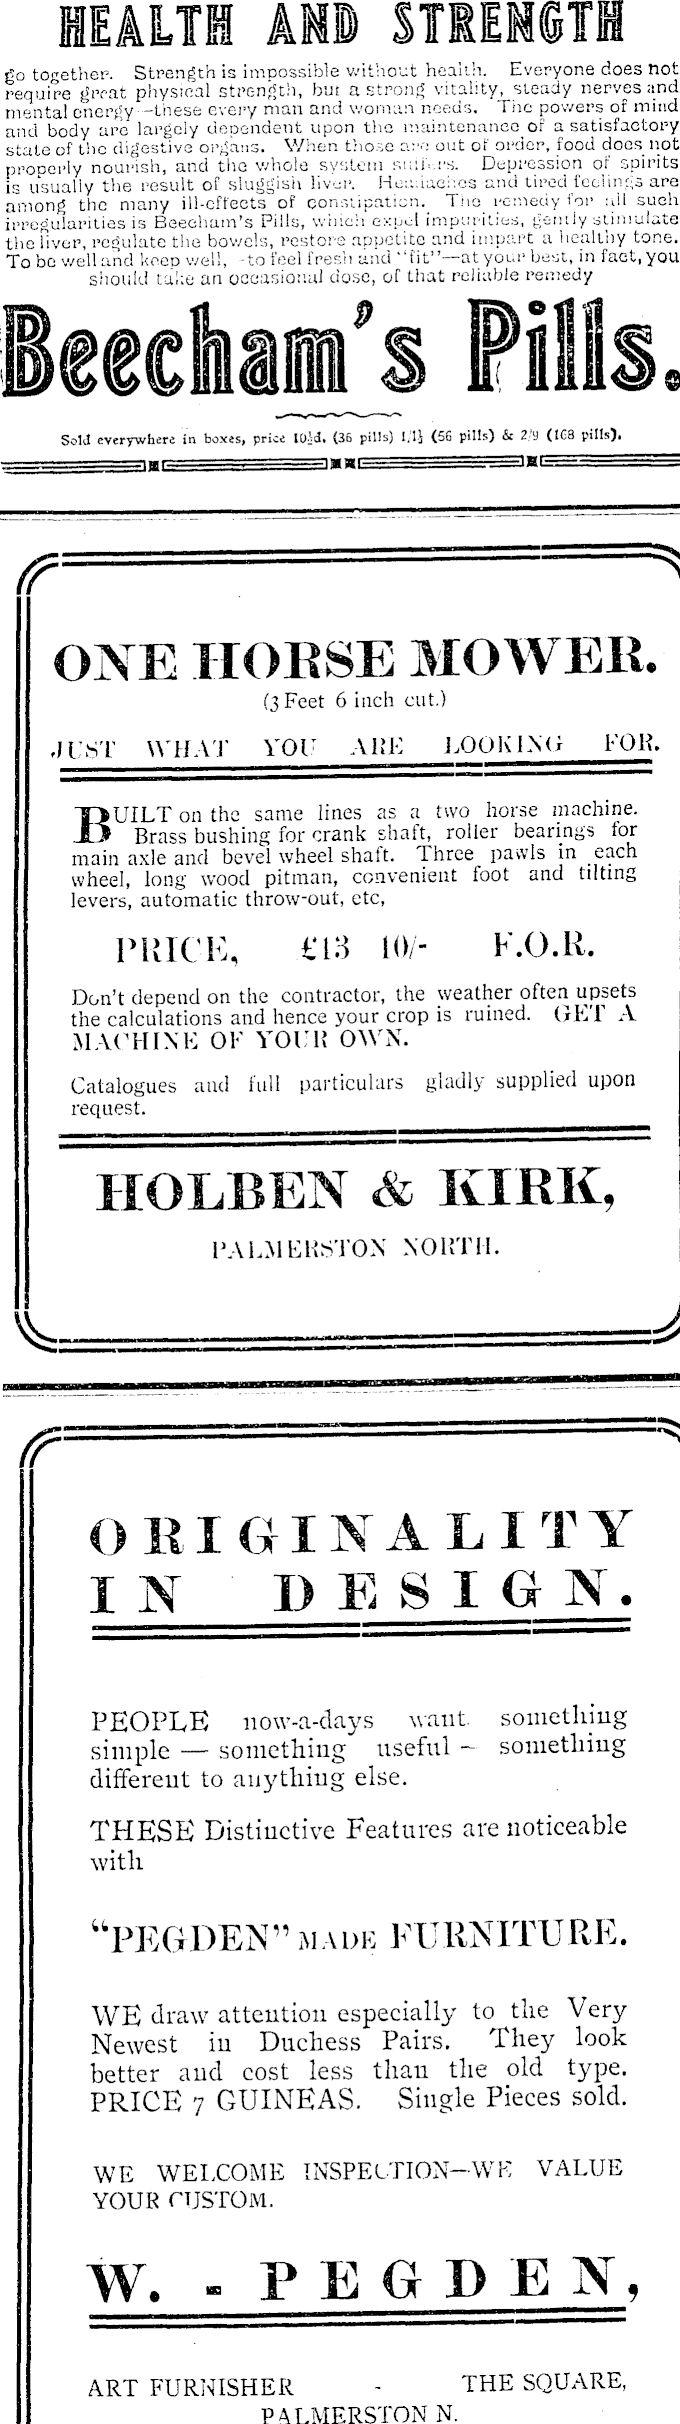 HEALTH AND STRENGTH
go together. Strength is impossible without health. Everyone does not
require great physical strength, but a strong vitality, steady nerves and
mental energy—these every man and woman needs. The powers of mind
and body are largely dependent upon the maintenance of a satisfactory
state of the digestive organs. When those are out of order, food does not
properly nourish, and the whole system suffers. Depression of spirits
is usually the result of sluggish liver. Headaches and tired feelings are
among the many ill-effects of constipation. The remedy for all such
irregularities is Beecham's Pills, which expel impurities, gently stimulate
the liver, regulate the bowels, restore appetite and impart a healthy tone.
To be well and keep well, -to feel fresh and "fit"—at your best, in fact, you
should take an occasional dose, of that reliable remedy
Beecham's Pills.
Sold everywhere in boxes, price 10½d. (36 pills) 1/1½ (56 pills) & 2/9 (168 pills).
ONE HORSE MOWER.
(3 Feet 6 inch cut.)
JUST WHAT YOU ARE LOOKING FOR.
BUILT on the same lines as a two horse machine.
Brass bushing for crank shaft, roller bearings for
main axle and bevel wheel shaft. Three pawls in each
wheel, long wood pitman, convenient foot and tilting
levers, automatic throw-out, etc,
PRICE, £13 10/- F.O.R.
Don't depend on the contractor, the weather often upsets
the calculations and hence your crop is ruined. GET A
MACHINE OF YOUR OWN.
Catalogues and full particulars gladly supplied upon
request.
HOLBEN & KIRK,
PALMERSTON NORTH.
ORIGINALITY
IN DESIGN.
PEOPLE now-a-days want something
simple — something useful – something
different to anything else.
THESE Distinctive Features are noticeable
with
"PEGDEN" MADE FURNITURE.
WE draw attention especially to the Very
Newest in Duchess Pairs. They look
better and cost less than the old type.
PRICE 7 GUINEAS. Single Pieces sold.
WE WELCOME INSPECTION—WE VALUE
YOUR CUSTOM.
W. - PEGDEN,
ART FURNISHER - THE SQUARE,
PALMERSTON N.